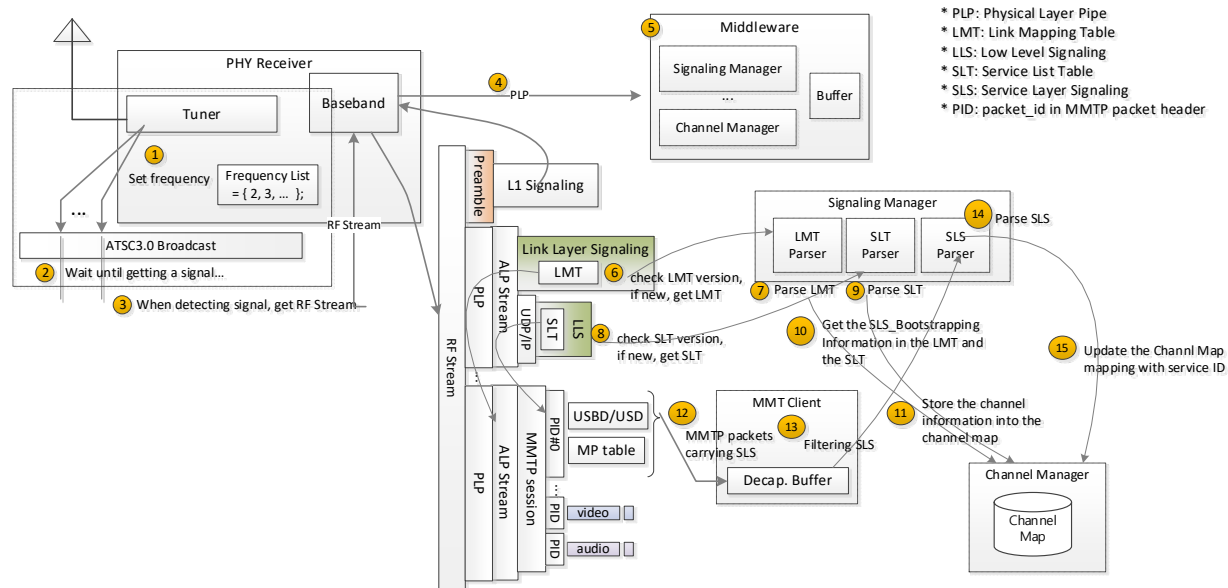 * PLP: Physical Layer Pipe
* LMT: Link Mapping Table
* LLS: Low Level Signaling
* SLT: Service List Table
* SLS: Service Layer Signaling
* PID: packet_id in MMTP packet header
PHY Receiver
Tuner
Baseband
1
Set frequency
Frequency List
= { 2, 3, … };
...
ATSC3.0 Broadcast
2
Wait until getting a signal…
3
When detecting signal, get RF Stream
RF Stream
4
PLP
5
Middleware
Signaling Manager
...
Channel Manager
Buffer
RF Stream
Preamble
L1 Signaling
PLP
ALP Stream
Link Layer Signaling
LMT
6
check LMT version,
if new, get LMT
UDP/IP
SLT
LLS
8
check SLT version,
if new, get SLT
...
PLP
ALP Stream
MMTP session
PID#0
USBD/USD
MP table
...
PID
video
PID
audio
12
MMTP packets
carrying SLS
MMT Client
13
Filtering SLS
Decap. Buffer
Signaling Manager
LMT
Parser
SLT
Parser
SLS
Parser
14
Parse SLS
7
Parse LMT
9
Parse SLT
10
Get the SLS_Bootstrapping
Information in the LMT and
the SLT
11
Store the channel
information into the
channel map
15
Update the Channl Map
mapping with service ID
Channel Manager
Channel
Map